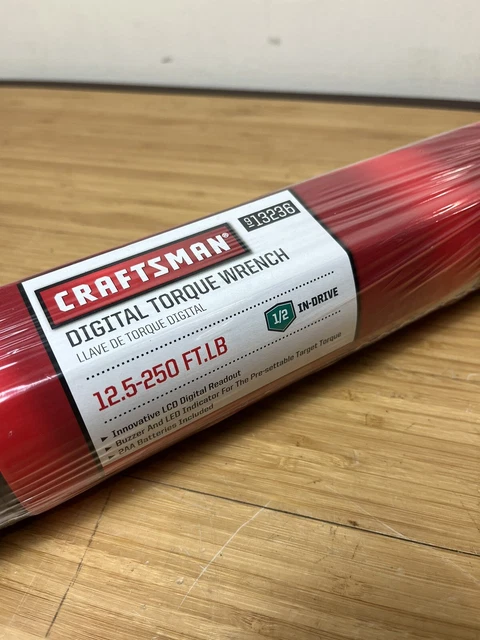 CRAFTSMAN®
913236
DIGITAL TORQUE WRENCH
LLAVE DE TORQUE DIGITAL
1/2 IN-DRIVE
12.5-250 FT.LB
Innovative LCD Digital Readout
Buzzer And LED Indicator For The Pre-settable Target Torque
2AA Batteries Included